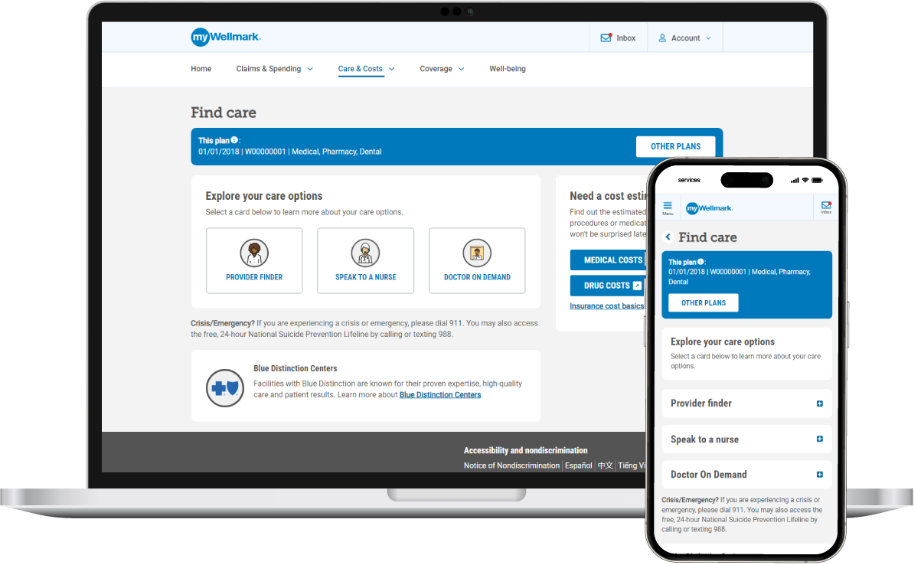 myWellmark.
Inbox
Account
Home
Claims & Spending
Care & Costs
Coverage
Well-being
Find care
This plan:
01/01/2018 | W00000001 | Medical, Pharmacy, Dental
OTHER PLANS
Explore your care options
Select a card below to learn more about your care options.
PROVIDER FINDER
SPEAK TO A NURSE
DOCTOR ON DEMAND
Crisis/Emergency? If you are experiencing a crisis or emergency, please dial 911. You may also access
the free, 24-hour National Suicide Prevention Lifeline by calling or texting 988.
Blue Distinction Centers
Facilities with Blue Distinction are known for their proven expertise, high-quality
care and patient results. Learn more about Blue Distinction Centers
Need a cost
Find out the estimated
procedures or
won't be surprised
MEDICAL COSTS
DRUG COSTS
Insurance cost basics
Accessibility and nondiscrimination
Notice of Nondiscrimination | Español | 中文 | Tiếng
services
Menu
myWellmark.
Inbox
Find care
This plan:
01/01/2018 | W00000001 | Medical, Pharmacy,
Dental
OTHER PLANS
Explore your care options
Select a card below to learn more about your care
options.
Provider finder
Speak to a nurse
Doctor On Demand
Crisis/Emergency? If you are experiencing a crisis or
emergency, please dial 911. You may also access the
free, 24-hour National Suicide Prevention Lifeline by
calling or texting 988.